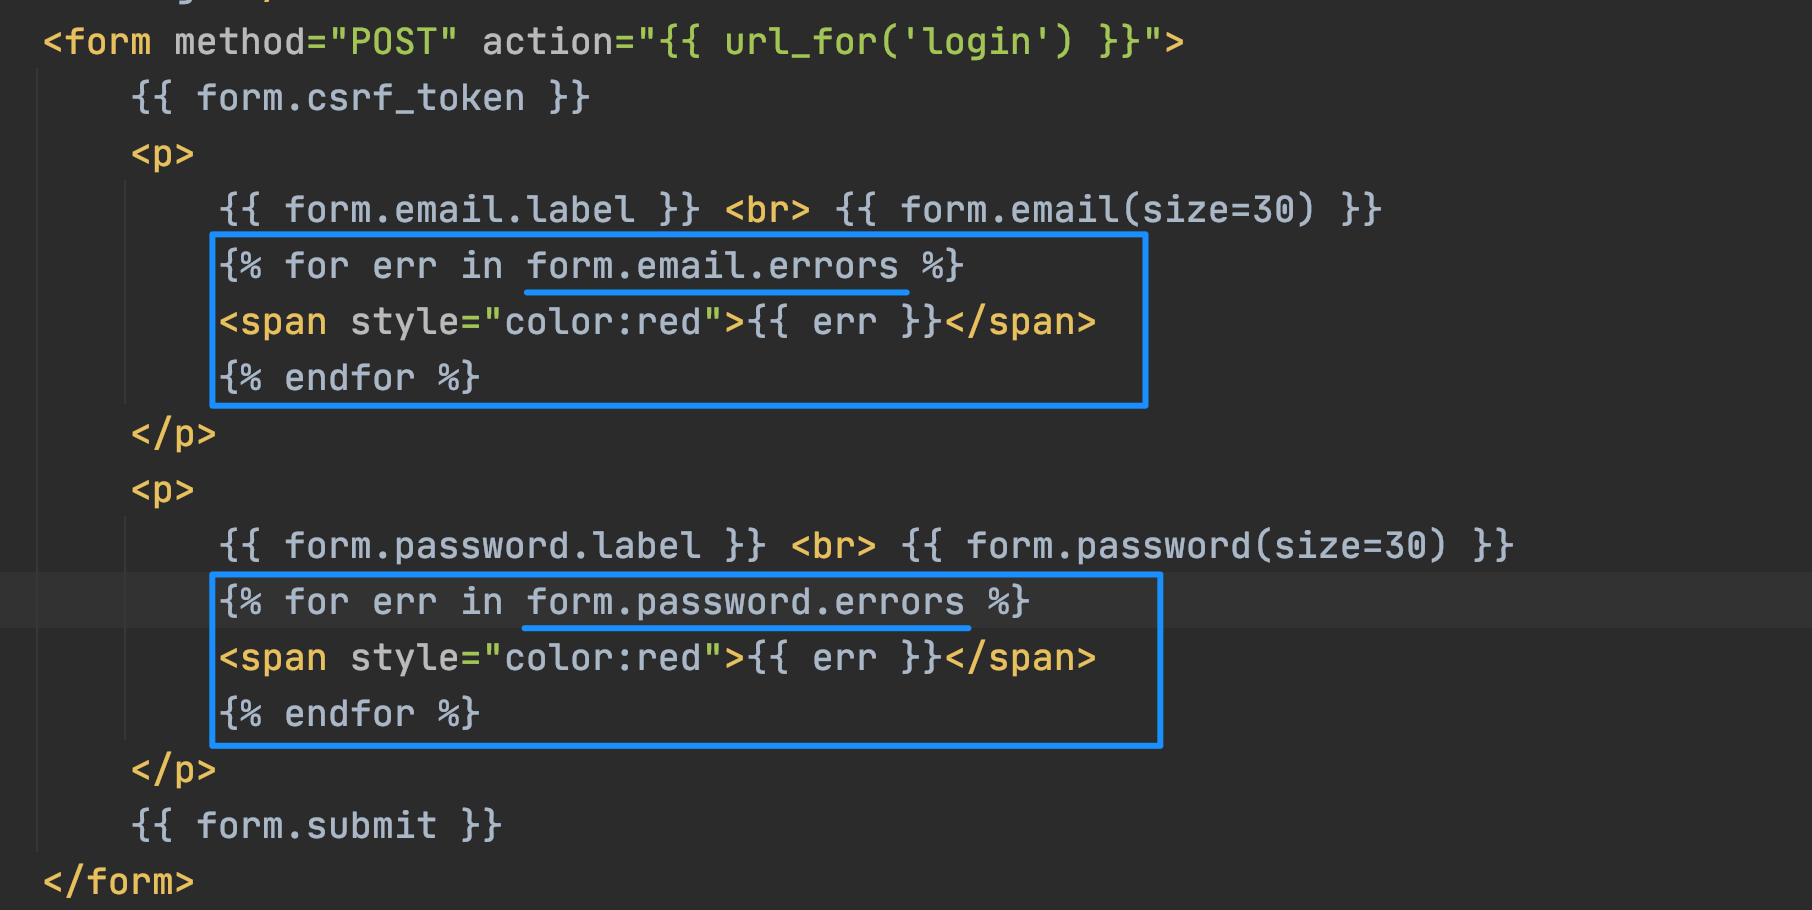 <form method="POST" action="{{ url_for('login') }}">
{{ form.csrf_token }}
<p>
{{ form.email.label }} <br> {{ form.email(size=30) }}
{% for err in form.email.errors %}
<span style="color:red">{{ err }}</span>
{% endfor %}
</p>
<p>
{{ form.password.label }} <br> {{ form.password(size=30) }}
{% for err in form.password.errors %}
<span style="color:red">{{ err }}</span>
{% endfor %}
</p>
{{ form.submit }}
</form>